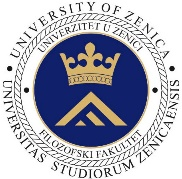 UNIVERSITY OF ZENICA
UNIVERZITET U ZENICI
FILOZOFSKI FAKULTET
UNIVERSITAS STUDIORUM ZENICAENSIS